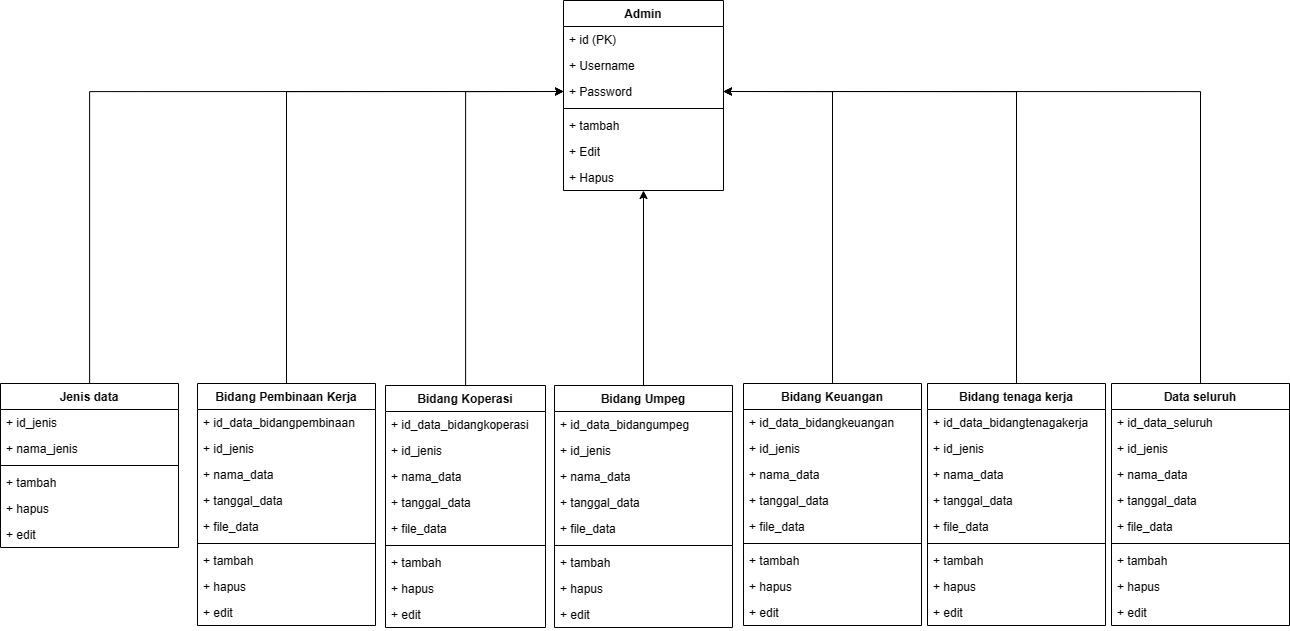 Admin
+ id (PK)
+ Username
+ Password
+ tambah
+ Edit
+ Hapus
Jenis data
+ id_jenis
+ nama_jenis
+ tambah
+ hapus
+ edit
Bidang Pembinaan Kerja
+ id_data_bidangpembinaan
+ id_jenis
+ nama_data
+ tanggal_data
+ file_data
+ tambah
+ hapus
+ edit
Bidang Koperasi
+ id_data_bidangkoperasi
+ id_jenis
+ nama_data
+ tanggal_data
+ file_data
+ tambah
+ hapus
+ edit
Bidang Umpeg
+ id_data_bidangumpeg
+ id_jenis
+ nama_data
+ tanggal_data
+ file_data
+ tambah
+ hapus
+ edit
Bidang Keuangan
+ id_data_bidangkeuangan
+ id_jenis
+ nama_data
+ tanggal_data
+ file_data
+ tambah
+ hapus
+ edit
Bidang tenaga kerja
+ id_data_bidangtenagakerja
+ id_jenis
+ nama_data
+ tanggal_data
+ file_data
+ tambah
+ hapus
+ edit
Data seluruh
+ id_data_seluruh
+ id_jenis
+ nama_data
+ tanggal_data
+ file_data
+ tambah
+ hapus
+ edit